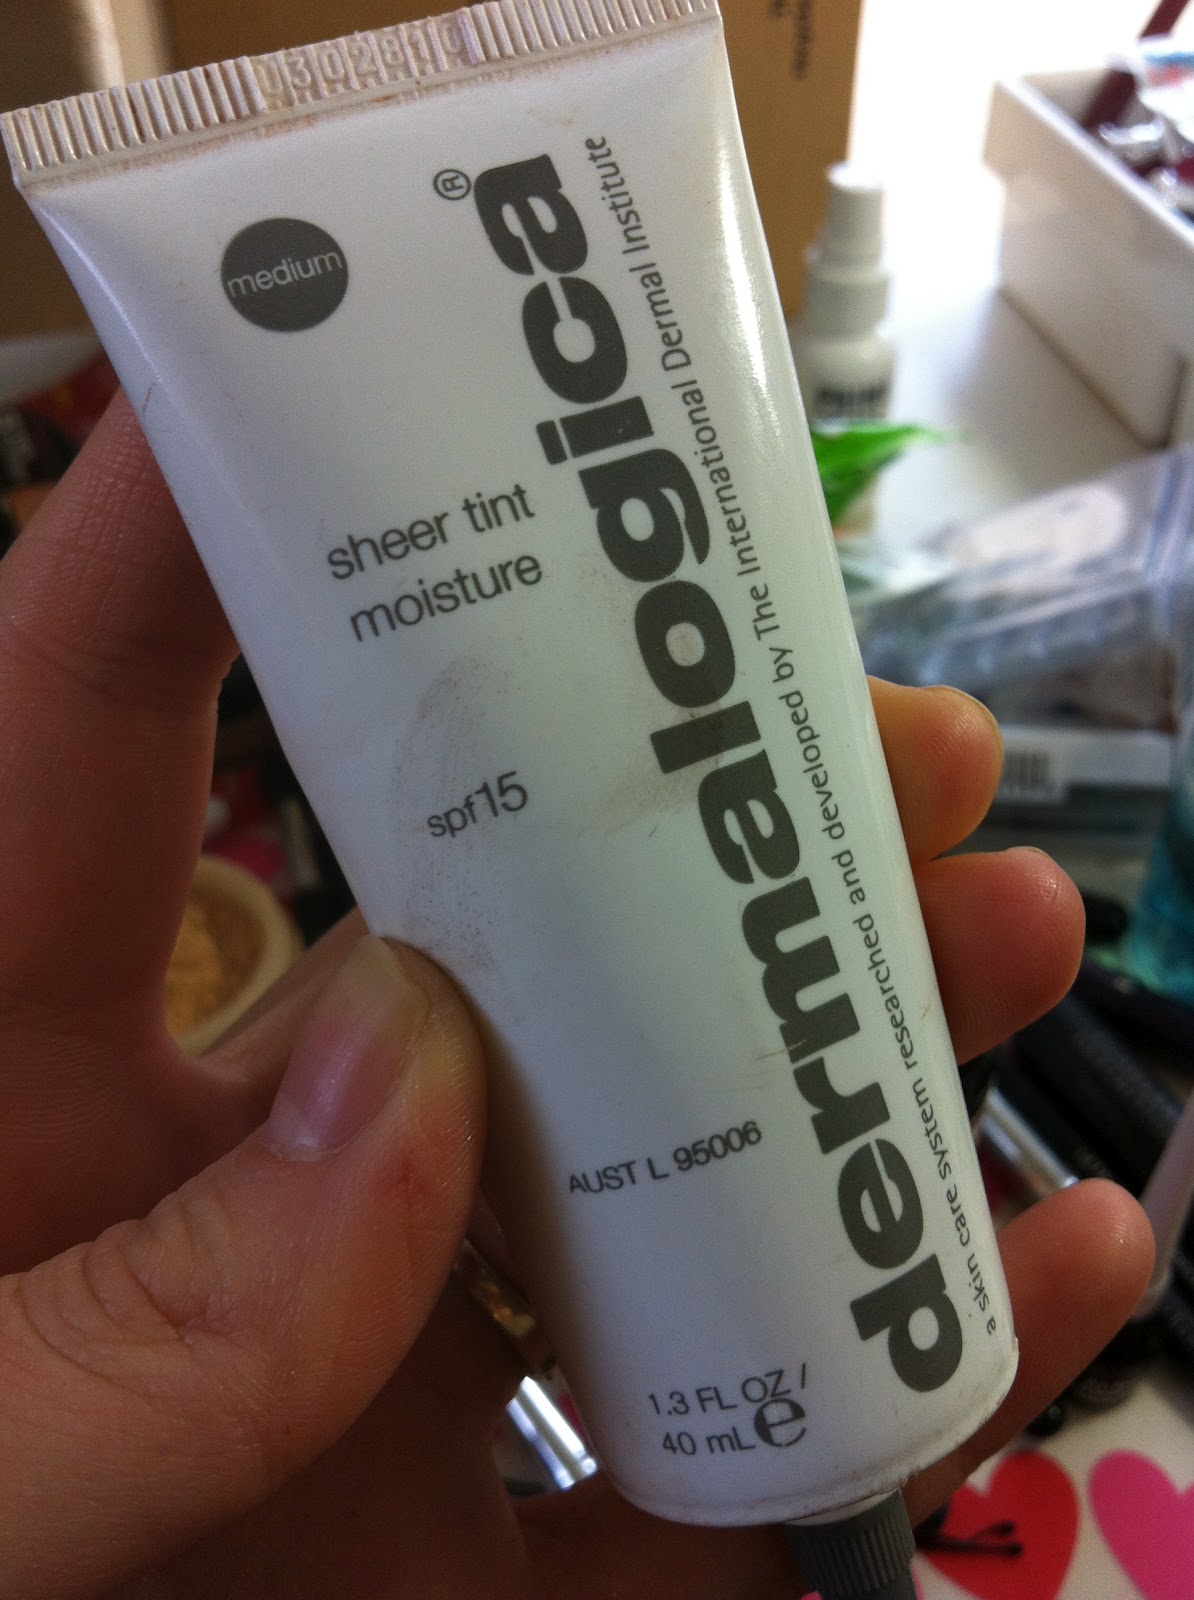 0302810
medium
dermalogica®
a skin care system researched and developed by The International Dermal Institute
sheer tint
moisture
spf15
AUST L 95006
1.3 FL OZ /
40 mL e